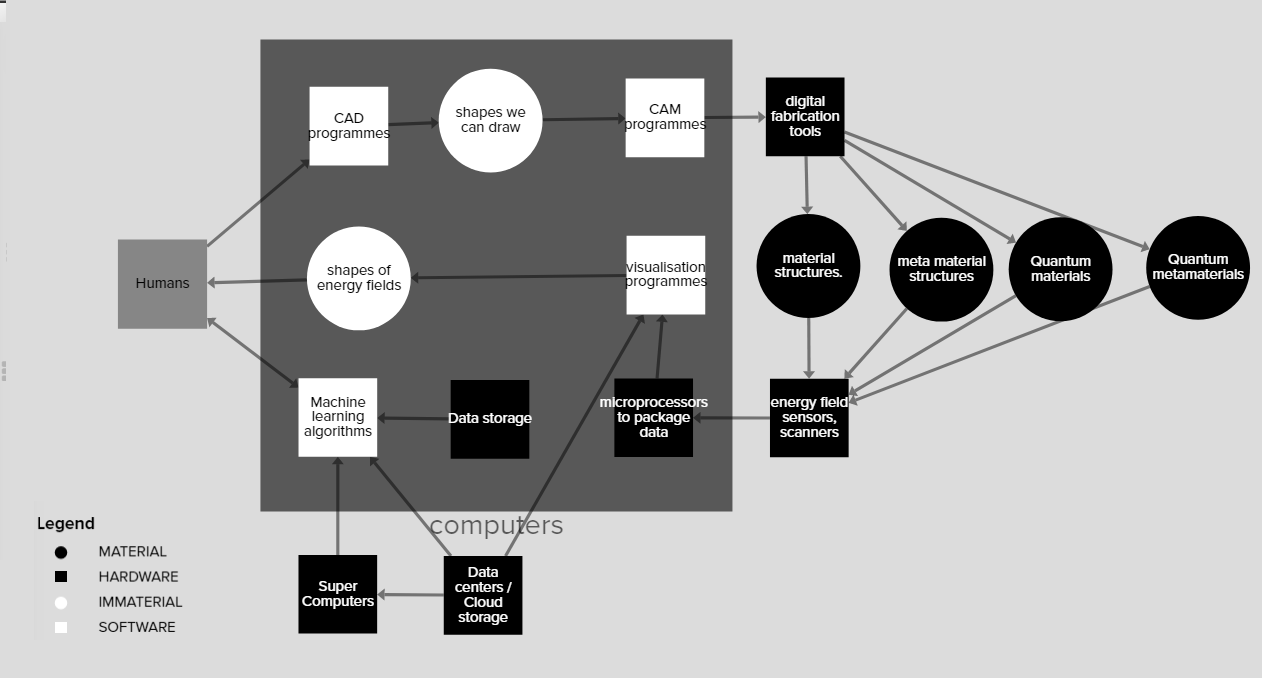 CAD
programmes
shapes we
can draw
CAM
programmes
digital
fabrication
tools
Humans
shapes of
energy fields
visualisation
programmes
material
structures.
meta material
structures
Quantum
materials
Quantum
metamaterials
Machine
learning
algorithms
Data storage
microprocessors
to package
data
energy field
sensors,
scanners
computers
Legend
MATERIAL
HARDWARE
IMMATERIAL
SOFTWARE
Super
Computers
Data
centers /
Cloud
storage